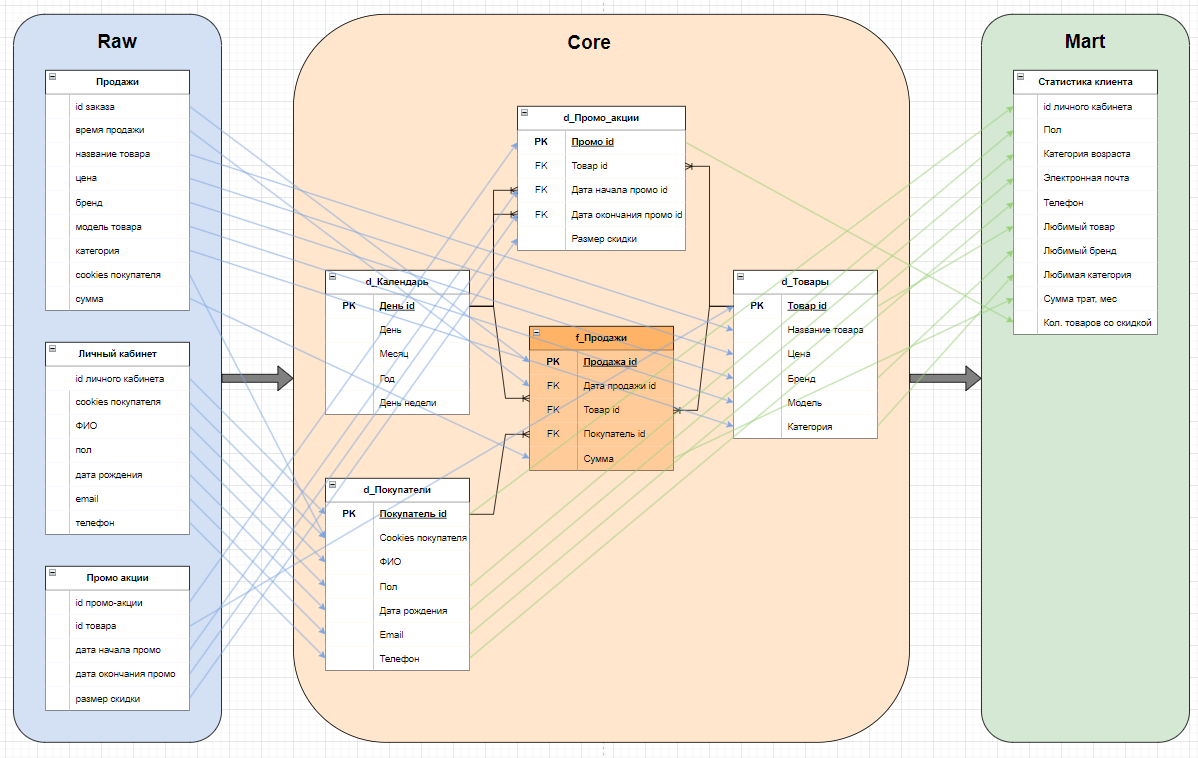 Raw
Продажи
id заказа
время продажи
название товара
цена
бренд
модель товара
категория
cookies покупателя
сумма
Личный кабинет
id личного кабинета
cookies покупателя
ФИО
пол
дата рождения
email
телефон
Промо акции
id промо-акции
id товара
дата начала промо
дата окончания промо
размер скидки
Core
d_Промо_акции
PK Промо id
FK Товар id
FK Дата начала промо id
FK Дата окончания промо id
Размер скидки
d_Календарь
PK День id
День
Месяц
Год
День недели
f_Продажи
PK Продажа id
FK Дата продажи id
FK Товар id
FK Покупатель id
Сумма
d_Товары
PK Товар id
Название товара
Цена
Бренд
Модель
Категория
d_Покупатели
PK Покупатель id
Cookies покупателя
ФИО
Пол
Дата рождения
Email
Телефон
Mart
Статистика клиента
id личного кабинета
Пол
Категория возраста
Электронная почта
Телефон
Любимый товар
Любимый бренд
Любимая категория
Сумма трат, мес
Кол. товаров со скидкой